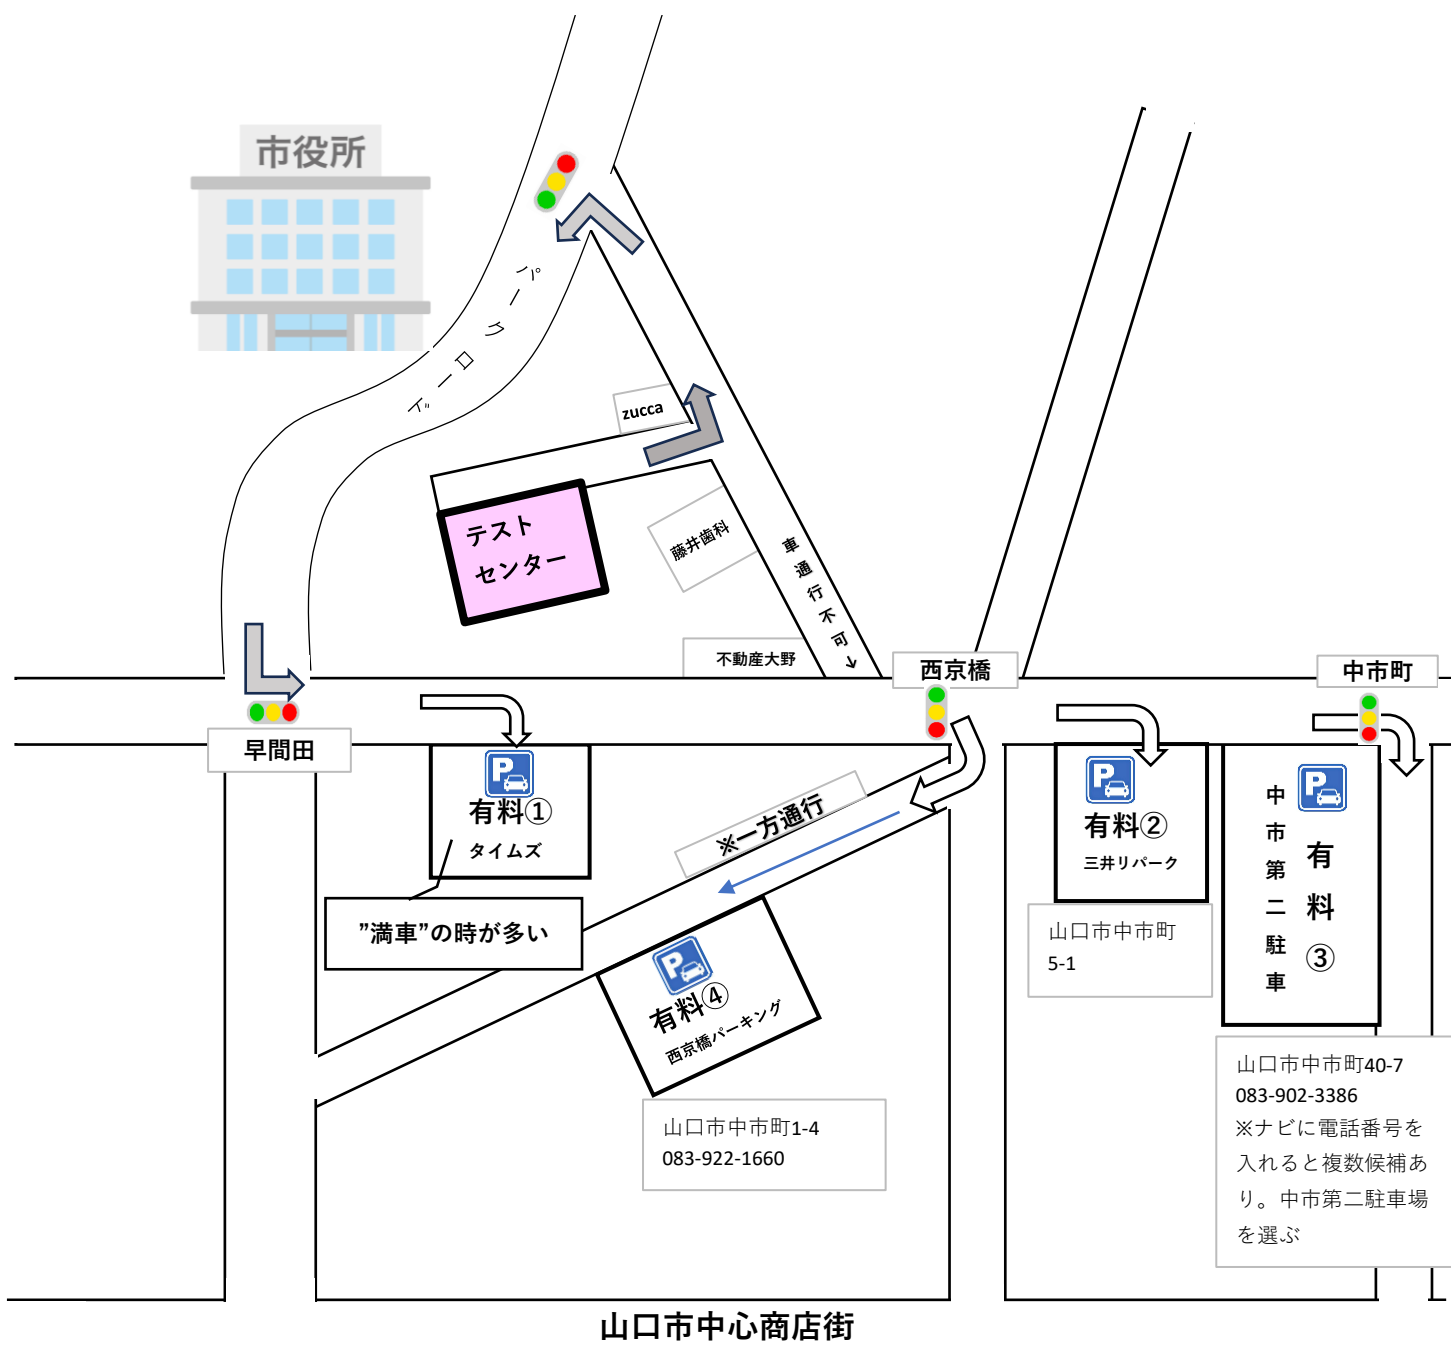 市役所
パークロード
zucca
テスト
センター
藤井歯科
車通行不可→
不動産大野
西京橋
中市町
早間田
P
有料①
タイムズ
”満車”の時が多い
※一方通行
P
有料②
三井リパーク
山口市中市町
5-1
P
中市第二駐車
有料③
P
有料④
西京橋パーキング
山口市中市町1-4
083-922-1660
山口市中市町40-7
083-902-3386
※ナビに電話番号を
入れると複数候補あ
り。中市第二駐車場
を選ぶ
山口市中心商店街